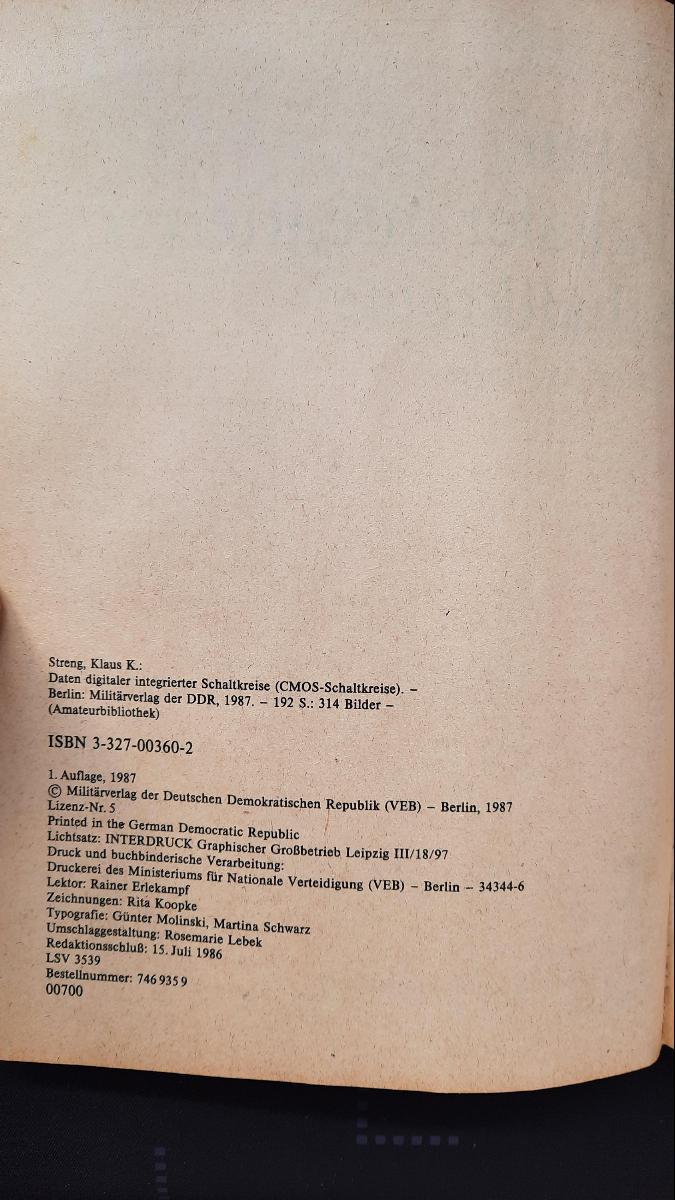 Streng, Klaus K.:
Daten digitaler integrierter Schaltkreise (CMOS-Schaltkreise). –
Berlin: Militärverlag der DDR, 1987. – 192 S.: 314 Bilder –
(Amateurbibliothek)
ISBN 3-327-00360-2
1. Auflage, 1987
© Militärverlag der Deutschen Demokratischen Republik (VEB) – Berlin, 1987
Lizenz-Nr. 5
Printed in the German Democratic Republic
Lichtsatz: INTERDRUCK Graphischer Großbetrieb Leipzig III/18/97
Druck und buchbinderische Verarbeitung:
Druckerei des Ministeriums für Nationale Verteidigung (VEB) – Berlin – 34344-6
Lektor: Rainer Erlekampf
Zeichnungen: Rita Koopke
Typografie: Günter Molinski, Martina Schwarz
Umschlaggestaltung: Rosemarie Lebek
Redaktionsschluß: 15. Juli 1986
LSV 3539
Bestellnummer: 746 935 9
00700